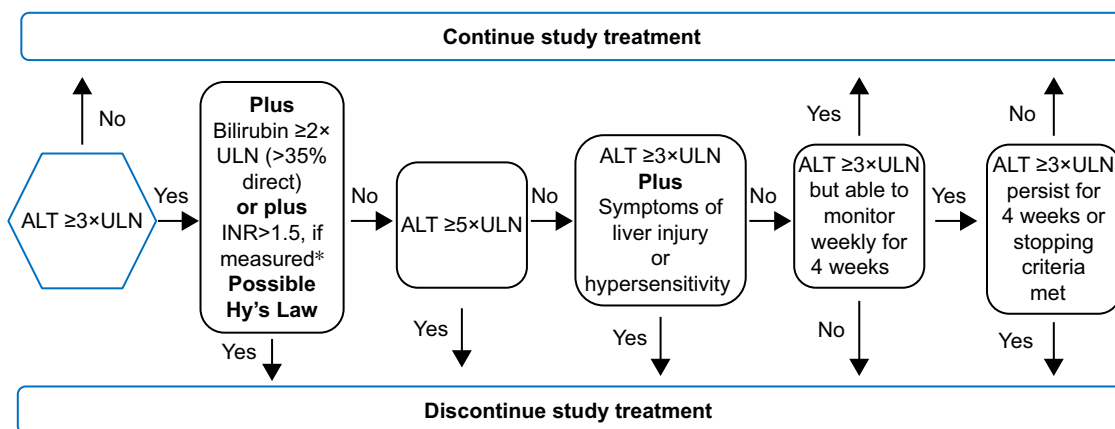 Continue study treatment
No
ALT ≥3×ULN
Yes
Plus
Bilirubin ≥2×
ULN (>35%
direct)
or plus
INR>1.5, if
measured*
Possible
Hy's Law
Yes
No
ALT ≥5×ULN
Yes
No
ALT ≥3×ULN
Plus
Symptoms of
liver injury
or
hypersensitivity
Yes
No
Yes
ALT ≥3×ULN
but able to
monitor
weekly for
4 weeks
No
Yes
No
ALT ≥3×ULN
persist for
4 weeks or
stopping
criteria
met
Yes
Discontinue study treatment